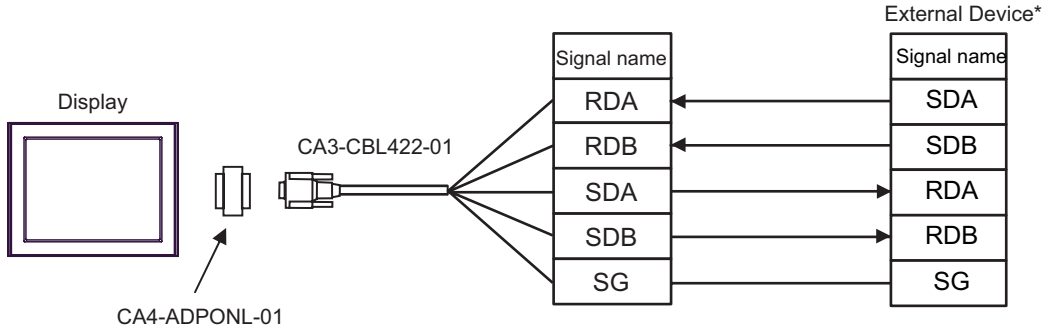 External Device*
Signal name
Signal name
Display
RDA
SDA
CA3-CBL422-01
RDB
SDB
SDA
RDA
SDB
RDB
SG
SG
CA4-ADPONL-01